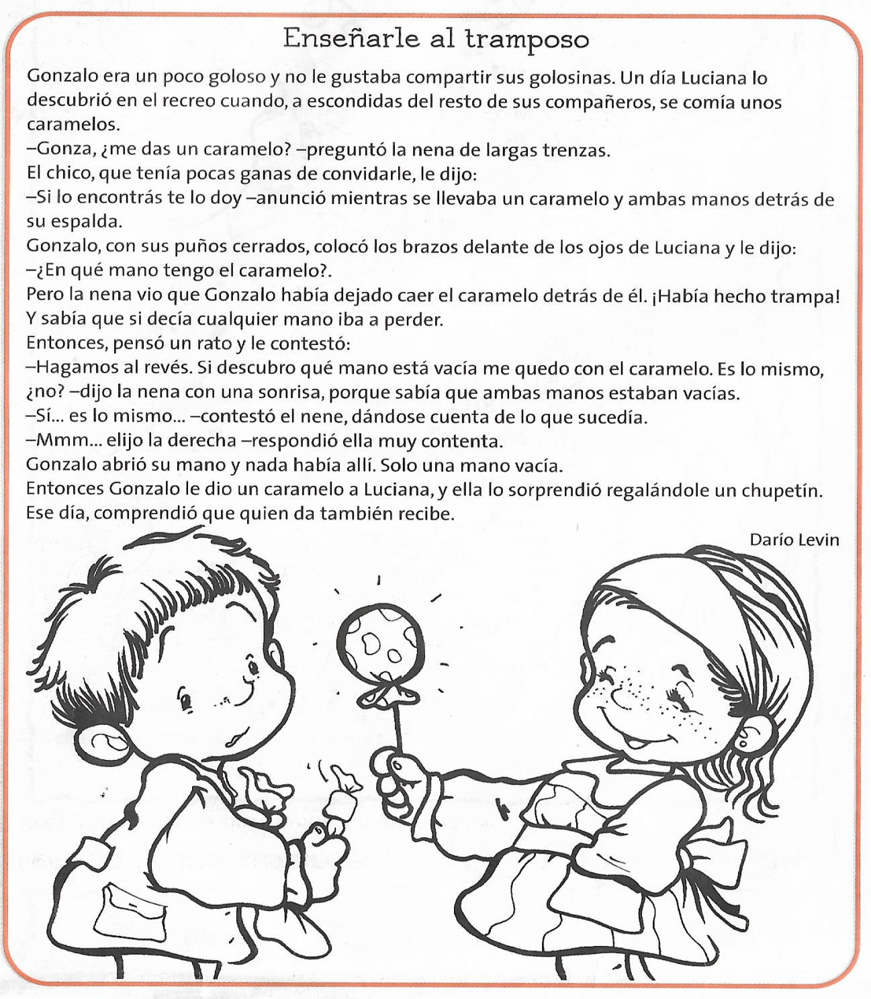 Enseñarle al tramposo
Gonzalo era un poco goloso y no le gustaba compartir sus golosinas. Un día Luciana lo
descubrió en el recreo cuando, a escondidas del resto de sus compañeros, se comía unos
caramelos.
–Gonza, ¿me das un caramelo? –preguntó la nena de largas trenzas.
El chico, que tenía pocas ganas de convidarle, le dijo:
–Si lo encontrás te lo doy –anunció mientras se llevaba un caramelo y ambas manos detrás de
su espalda.
Gonzalo, con sus puños cerrados, colocó los brazos delante de los ojos de Luciana y le dijo:
–¿En qué mano tengo el caramelo?.
Pero la nena vio que Gonzalo había dejado caer el caramelo detrás de él. ¡Había hecho trampa!
Y sabía que si decía cualquier mano iba a perder.
Entonces, pensó un rato y le contestó:
–Hagamos al revés. Si descubro qué mano está vacía me quedo con el caramelo. Es lo mismo,
¿no? –dijo la nena con una sonrisa, porque sabía que ambas manos estaban vacías.
–Sí... es lo mismo... –contestó el nene, dándose cuenta de lo que sucedía.
–Mmm... elijo la derecha –respondió ella muy contenta.
Gonzalo abrió su mano y nada había allí. Solo una mano vacía.
Entonces Gonzalo le dio un caramelo a Luciana, y ella lo sorprendió regalándole un chupetín.
Ese día, comprendió que quien da también recibe.
Darío Levin